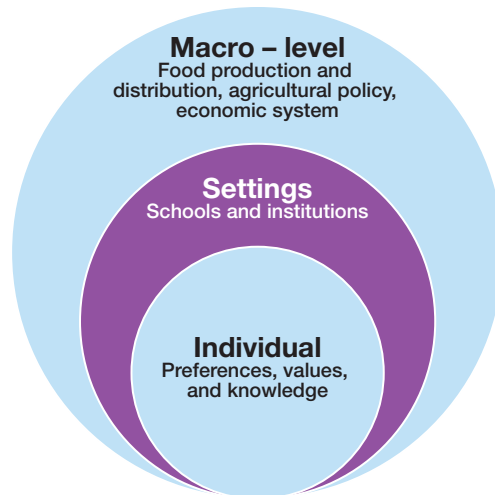 Macro – level
Food production and
distribution, agricultural policy,
economic system
Settings
Schools and institutions
Individual
Preferences, values,
and knowledge